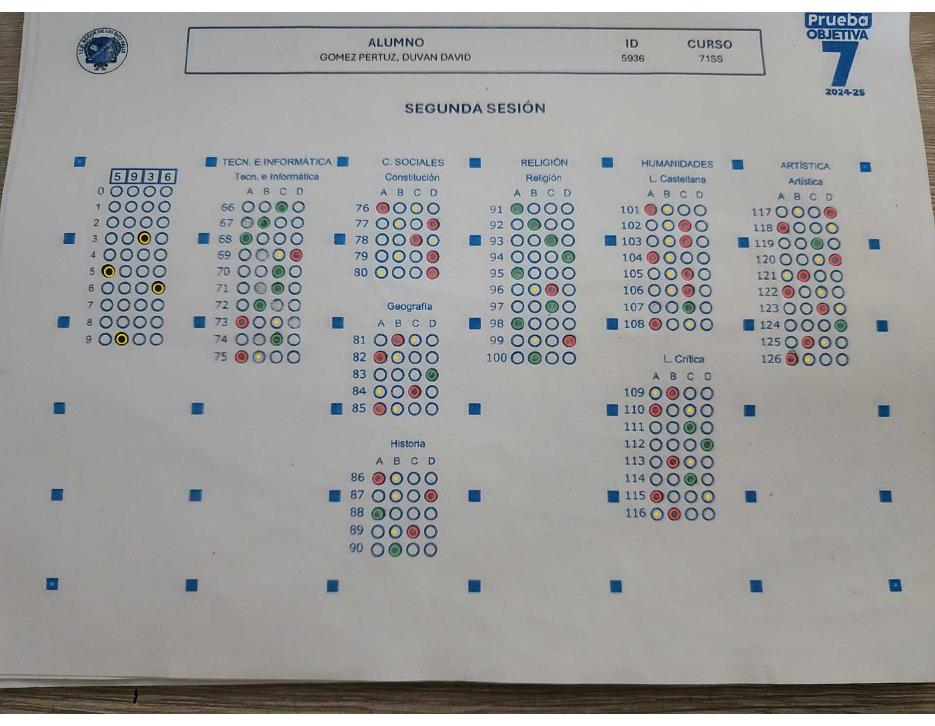 Prueba
OBJETIVA
7
2024-25
ALUMNO ID CURSO
GOMEZ PERTUZ, DUVAN DAVID 5936 71SS
SEGUNDA SESIÓN
5 9 3 6
0
1
2
3
4
5
6
7
8
9
TECN. E INFORMÁTICA
Tecn. e Informática
A B C D
66
67
68
69
70
71
72
73
74
75
C. SOCIALES
Constitución
A B C D
76
77
78
79
80
Geografía
A B C D
81
82
83
84
85
Historia
A B C D
86
87
88
89
90
RELIGIÓN
Religión
A B C D
91
92
93
94
95
96
97
98
99
100
HUMANIDADES
L. Castellana
A B C D
101
102
103
104
105
106
107
108
L. Crítica
A B C D
109
110
111
112
113
114
115
116
ARTÍSTICA
Artística
A B C D
117
118
119
120
121
122
123
124
125
126